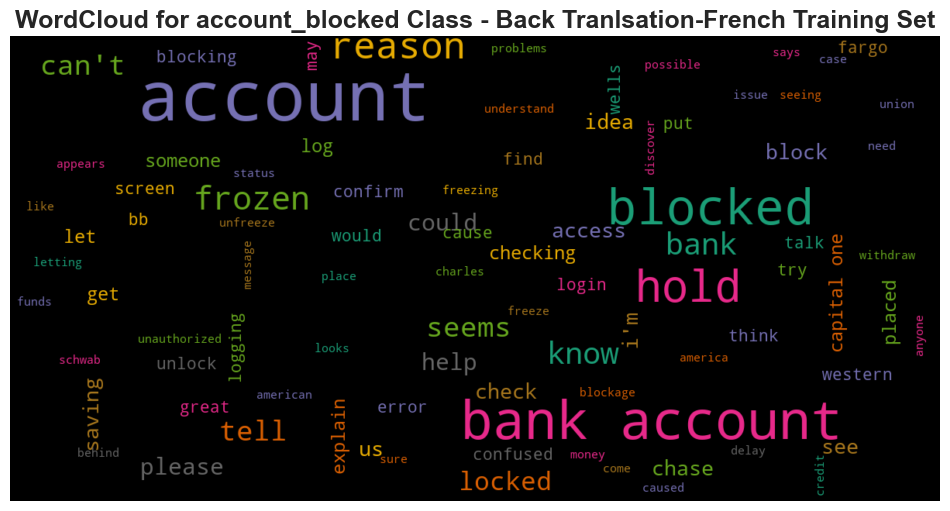 WordCloud for account_blocked Class - Back Tranlsation-French Training Set
can't
blocking
may
reason
problems
wells
possible
says
case
fargo
account
understand
idea
put
issue
seeing
union
discover
log
someone
appears
status
find
block
need
screen
frozen
confirm
freezing
blocked
like
bb
unfreeze
could
cause
access
bank
talk
let
would
checking
capital one
withdraw
letting
message
place
charles
login
hold
try
placed
funds
get
freeze
i'm
anyone
unauthorized
logging
looks
seems
know
think
america
schwab
unlock
help
western
saving
american
check
blockage
great
error
explain
bank account
tell
us
confused
see
behind
please
sure
money
delay
come
chase
credit
locked
caused